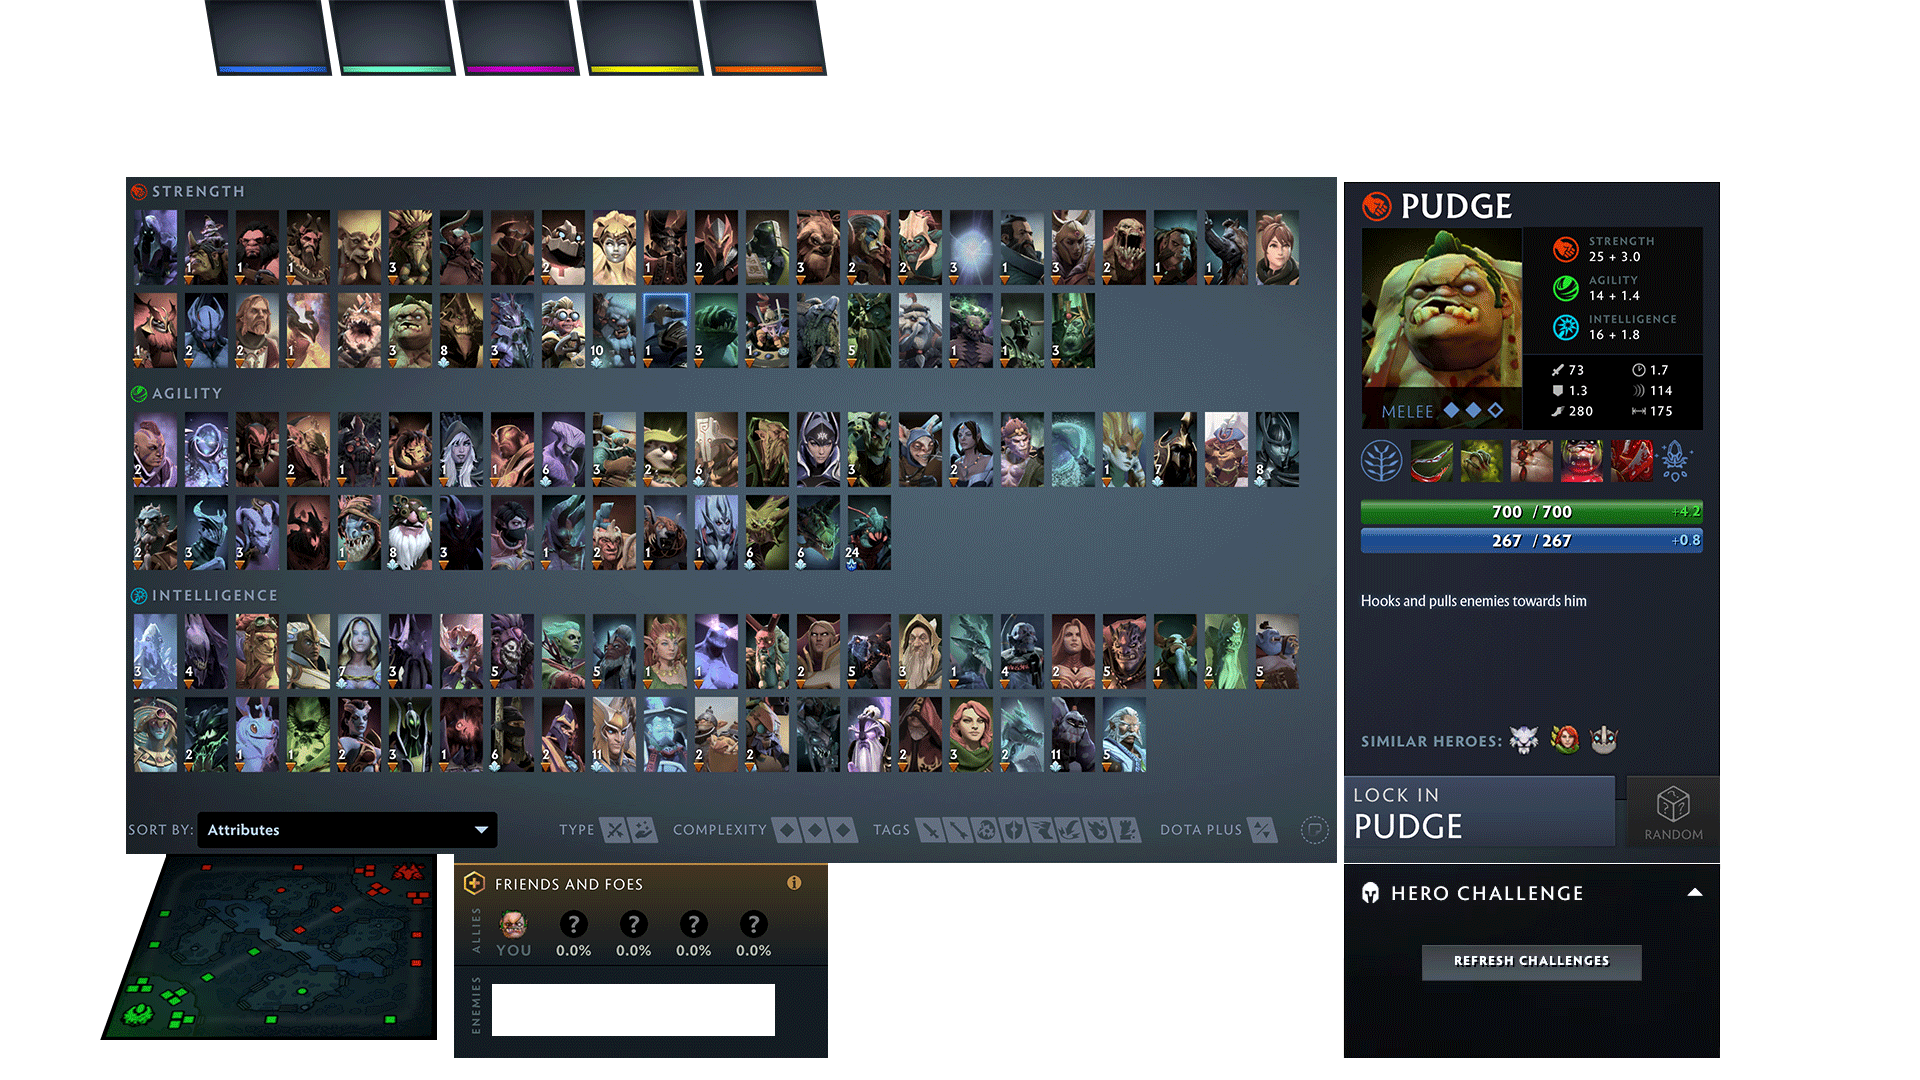 STRENGTH
1 1 1 3 2 1 2 3 2 2 3 1 3 2 1 1
1 2 2 1 3 8 3 10 1 3 1 5 1 1 3
AGILITY
2 2 1 1 1 6 3 2 6 3 2 1 7 8
2 3 3 1 8 3 1 2 1 1 6 6 24
INTELLIGENCE
3 4 7 3 5 5 1 1 2 5 3 1 4 2 5 1 2 5
2 1 1 2 3 1 6 2 11 2 2 2 3 2 11 5
SORT BY: Attributes
TYPE COMPLEXITY TAGS DOTA PLUS
PUDGE
STRENGTH
25 + 3.0
AGILITY
14 + 1.4
INTELLIGENCE
16 + 1.8
MELEE
73 1.7
1.3 114
280 175
700 / 700 +4.2
267 / 267 +0.8
Hooks and pulls enemies towards him
SIMILAR HEROES:
LOCK IN
PUDGE
RANDOM
FRIENDS AND FOES
ALLIES
YOU
? ? ? ?
0.0% 0.0% 0.0% 0.0%
ENEMIES
HERO CHALLENGE
REFRESH CHALLENGES